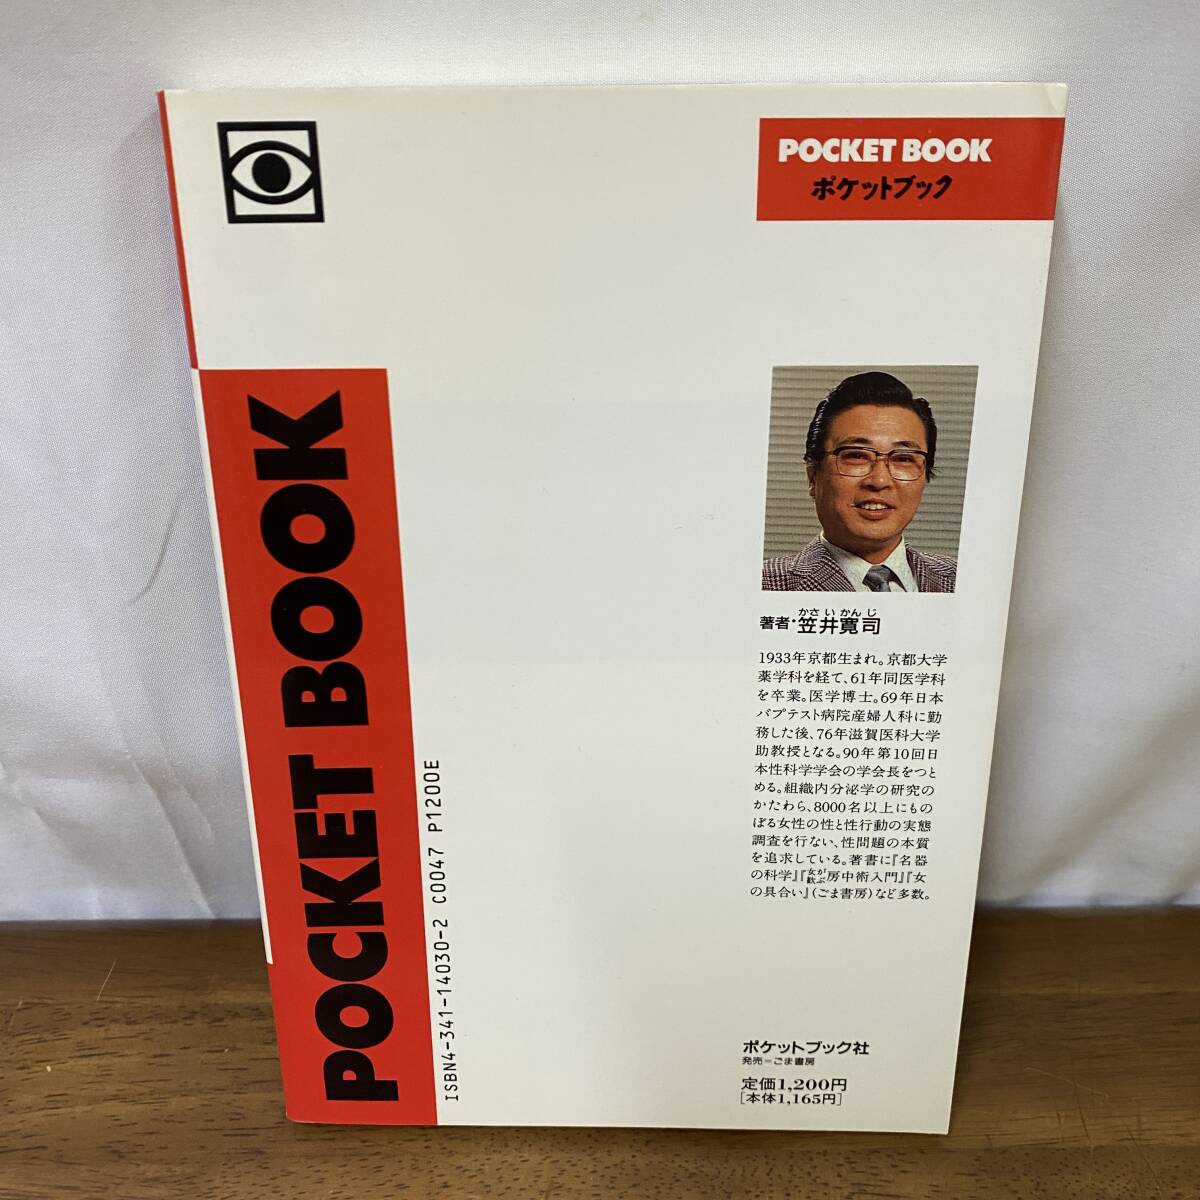 POCKET BOOK
ポケットブック
POCKET BOOK
ISBN4-341-14030-2 C0047 P1200E
かさ い かん じ
著者・笠井寛司
1933年京都生まれ。京都大学
薬学科を経て、61年同医学科
を卒業。医学博士。69年日本
バプテスト病院産婦人科に勤
務した後、76年滋賀医科大学
助教授となる。90年第10回日
本性科学学会の学会長をつと
める。組織内分泌学の研究の
かたわら、8000名以上にもの
ぼる女性の性と性行動の実態
調査を行ない、性問題の本質
を追求している。著書に『名器
の科学』『女が歓ぶ房中術入門』『女
の具合い』(ごま書房)など多数。
ポケットブック社
発売=ごま書房
定価1,200円
[本体1,165円]